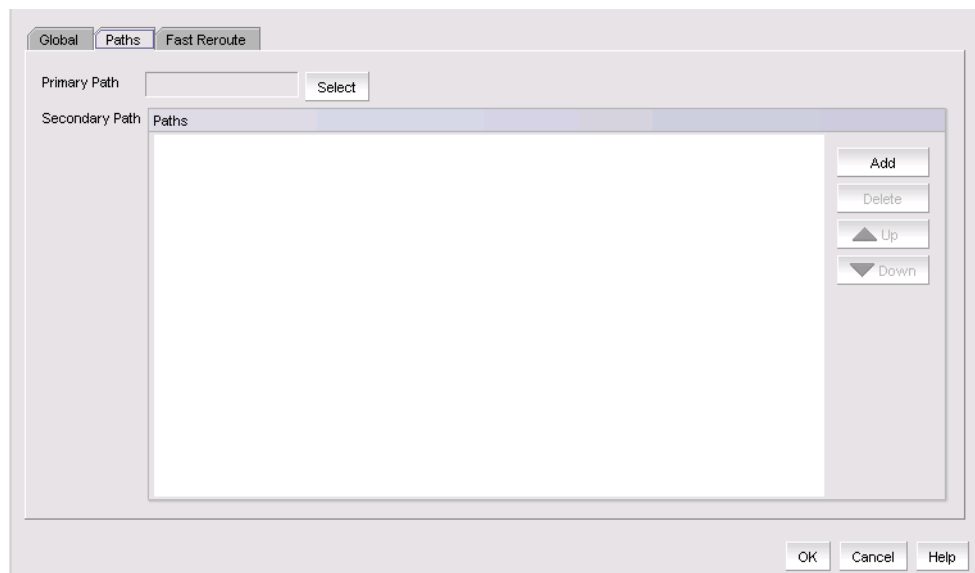 Global Paths Fast Reroute
Primary Path Select
Secondary Path Paths
Add
Delete
Up
Down
OK Cancel Help